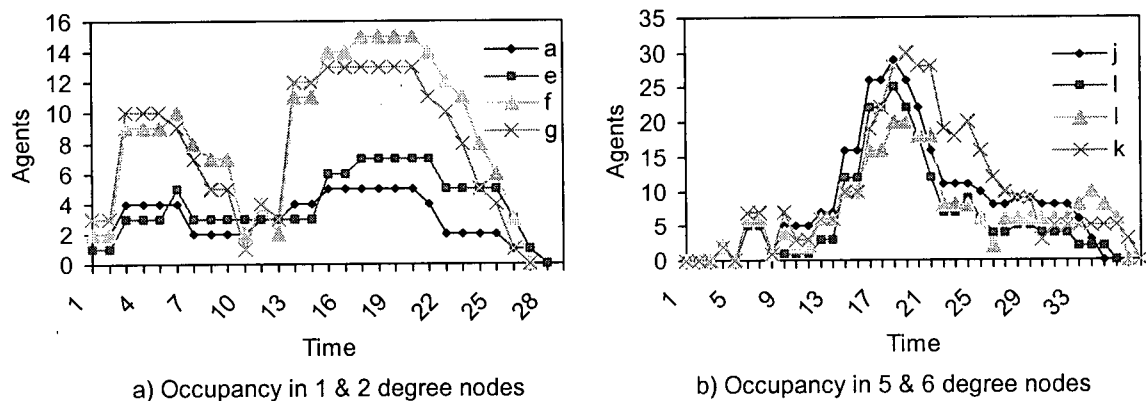 16
14
12
10
8
6
4
2
0
Agents
1
4
7
10
13
16
19
22
25
28
Time
a
e
f
g
a) Occupancy in 1 & 2 degree nodes
35
30
25
20
15
10
5
0
Agents
1
5
9
13
17
21
25
29
33
Time
j
l
l
k
b) Occupancy in 5 & 6 degree nodes